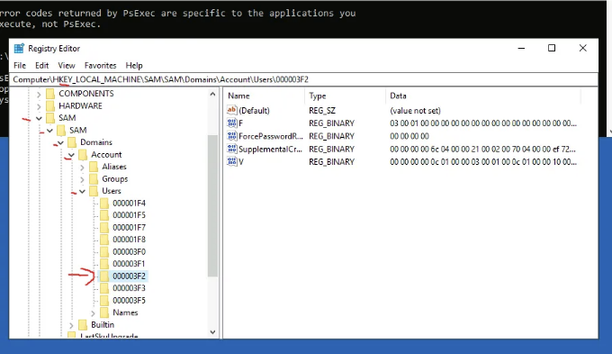 rror codes returned by PsExec are specific to the applications you
xecute, not PsExec.
Registry Editor
File Edit View Favorites Help
Computer\HKEY_LOCAL_MACHINE\SAM\SAM\Domains\Account\Users\000003F2
COMPONENTS
HARDWARE
SAM
SAM
Domains
Account
Aliases
Groups
Users
000001F4
000001F5
000001F7
000001F8
000003F0
000003F1
000003F2
000003F3
000003F5
Names
Builtin
LastSkuUpgrade
Name Type Data
(Default) REG_SZ (value not set)
F REG_BINARY 03 00 01 00 00 00 00 00 00 00 00 00 00 00 00 00 00...
ForcePasswordR... REG_BINARY 00 00 00 00
SupplementalCr... REG_BINARY 00 00 00 00 6c 04 00 00 21 00 02 00 70 04 00 00 ef 72...
V REG_BINARY 00 00 00 00 0c 01 00 00 03 00 01 00 0c 01 00 00 10 00...